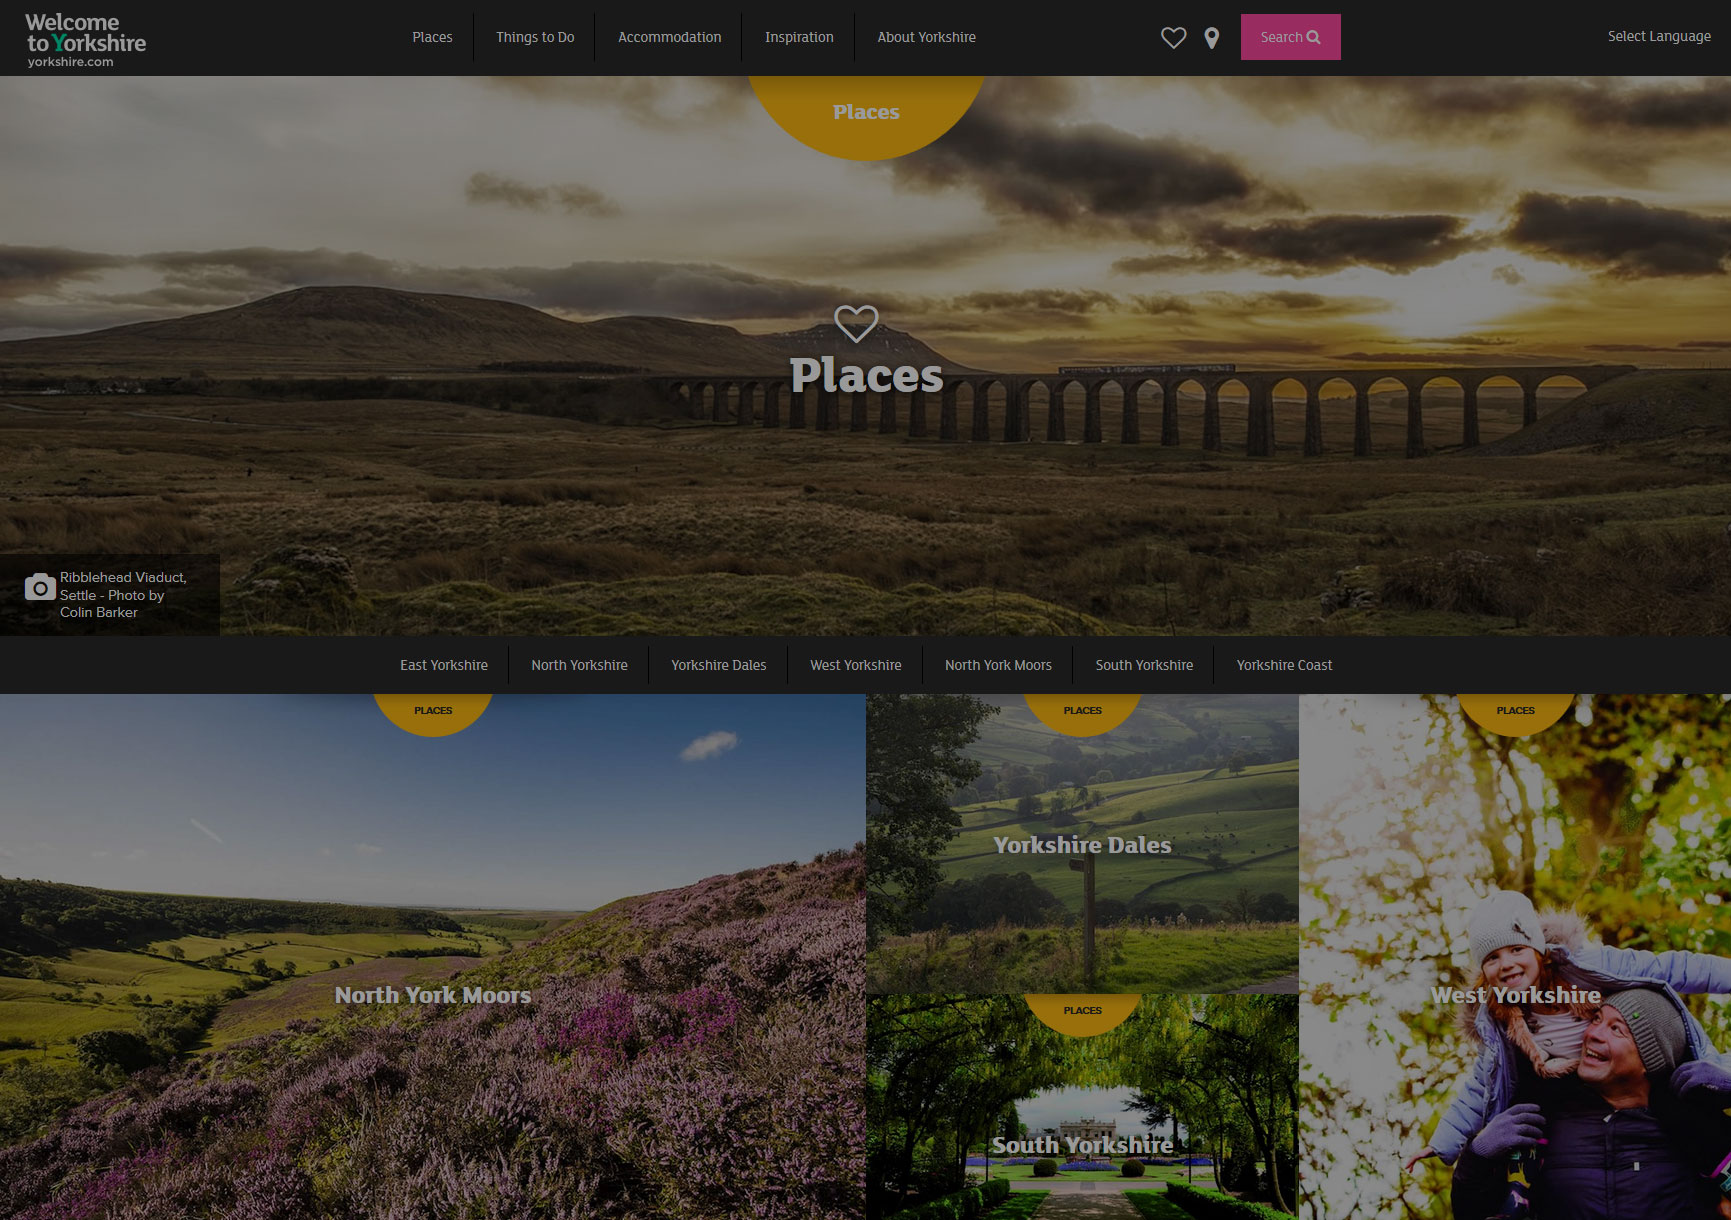 Welcome
to Yorkshire
yorkshire.com
Places
Things to Do
Accommodation
Inspiration
About Yorkshire
Search
Select Language
Places
Places
Ribblehead Viaduct,
Settle - Photo by
Colin Barker
East Yorkshire
North Yorkshire
Yorkshire Dales
West Yorkshire
North York Moors
South Yorkshire
Yorkshire Coast
PLACES
North York Moors
PLACES
Yorkshire Dales
PLACES
South Yorkshire
PLACES
West Yorkshire